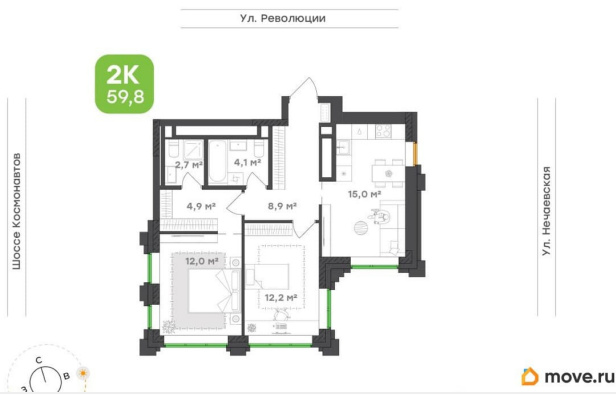 Ул. Революции
2К
59,8
2,7 м²
4,1 м²
15,0 м²
4,9 м²
8,9 м²
12,0 м²
12,2 м²
Шоссе Космонавтов
Ул. Нечаевская
С
В
З
move.ru